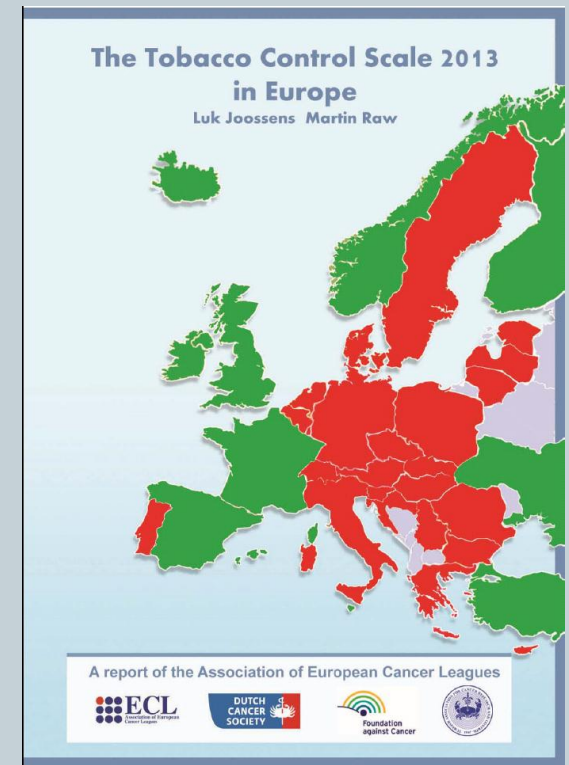 The Tobacco Control Scale 2013
in Europe
Luk Joossens Martin Raw
A report of the Association of European Cancer Leagues
ECL
Association of European
Cancer Leagues
DUTCH
CANCER
SOCIETY
Foundation
against Cancer